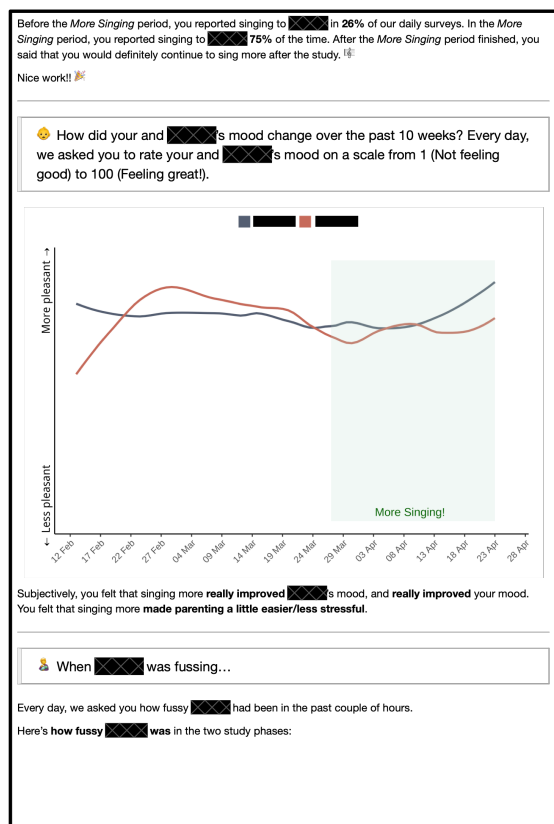 Before the More Singing period, you reported singing to in 26% of our daily surveys. In the More
Singing period, you reported singing to 75% of the time. After the More Singing period finished, you
said that you would definitely continue to sing more after the study. 🎼
Nice work!! 🎉
👶 How did your and 's mood change over the past 10 weeks? Every day,
we asked you to rate your and 's mood on a scale from 1 (Not feeling
good) to 100 (Feeling great!).
More pleasant →
← Less pleasant
More Singing!
12 Feb
17 Feb
22 Feb
27 Feb
04 Mar
09 Mar
14 Mar
19 Mar
24 Mar
29 Mar
03 Apr
08 Apr
13 Apr
18 Apr
23 Apr
28 Apr
Subjectively, you felt that singing more really improved 's mood, and really improved your mood.
You felt that singing more made parenting a little easier/less stressful.
When was fussing…
Every day, we asked you how fussy had been in the past couple of hours.
Here's how fussy was in the two study phases: